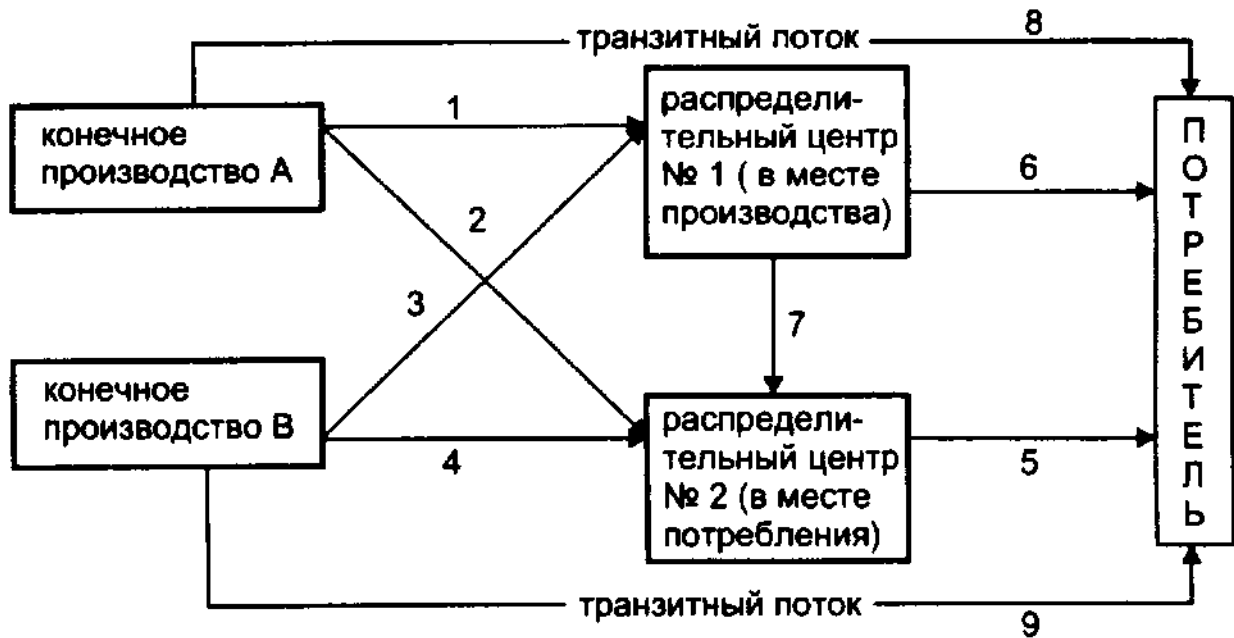 8
транзитный поток
1
конечное
производство А
распредели-
тельный центр
№ 1 ( в месте
производства)
6
2
3
7
конечное
производство В
распредели-
тельный центр
№ 2 (в месте
потребления)
4
5
транзитный поток
9
П
О
Т
Р
Е
Б
И
Т
Е
Л
Ь